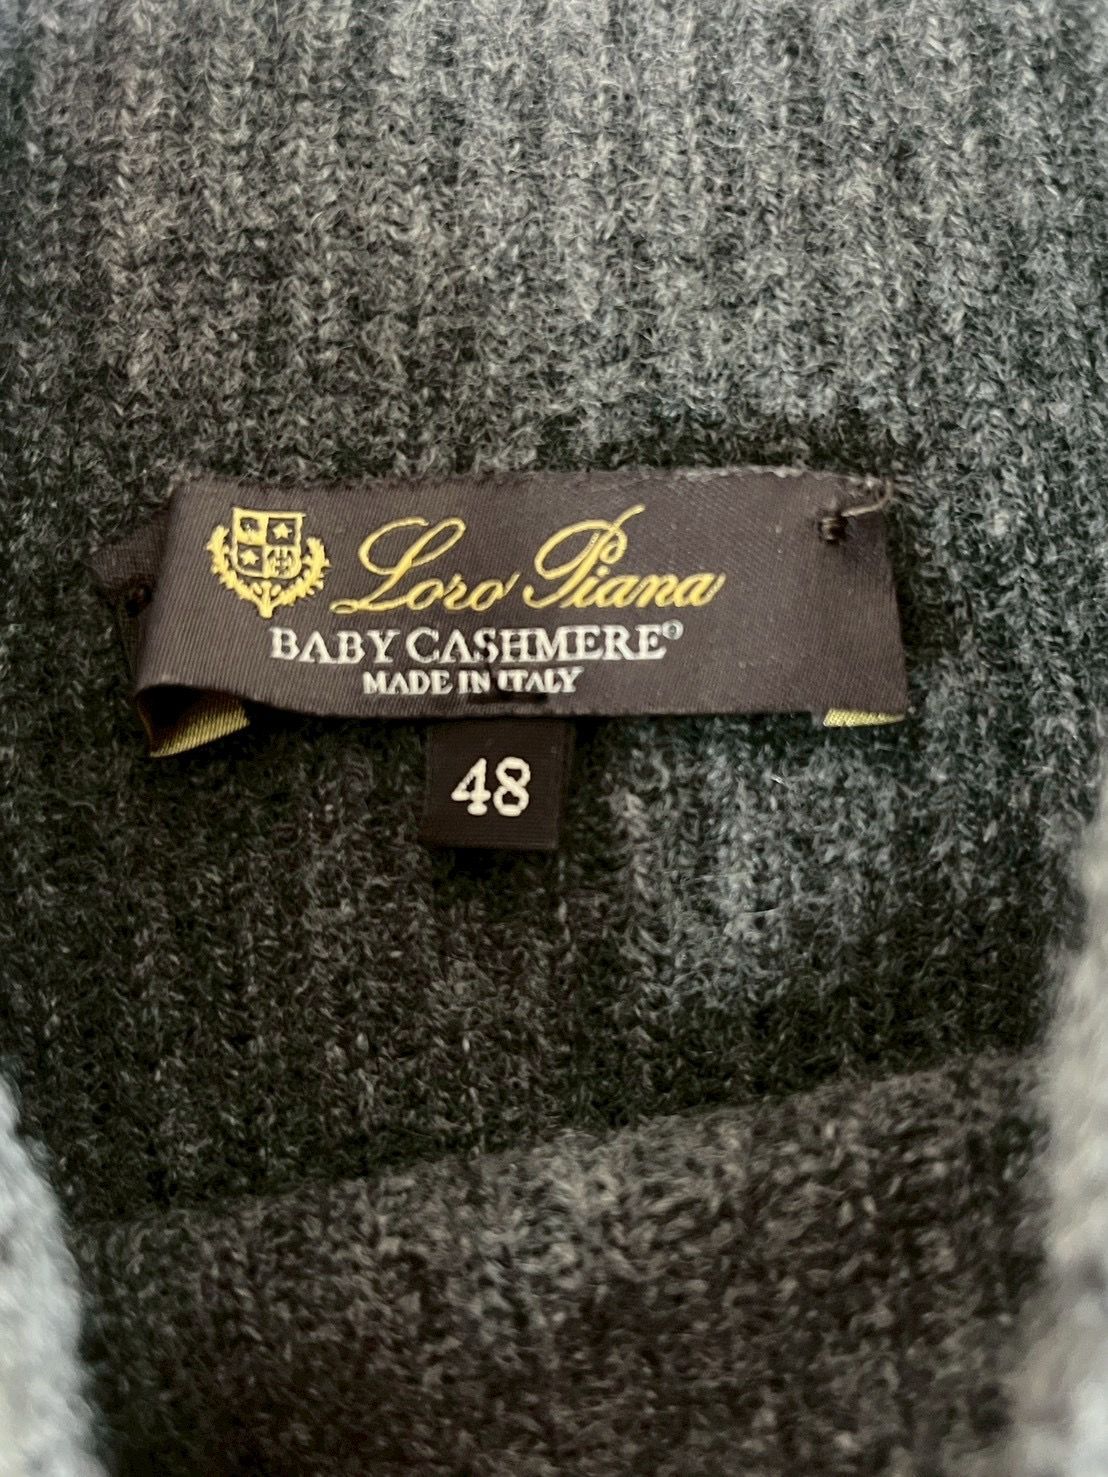 Loro Piana
BABY CASHMERE®
MADE IN ITALY
48